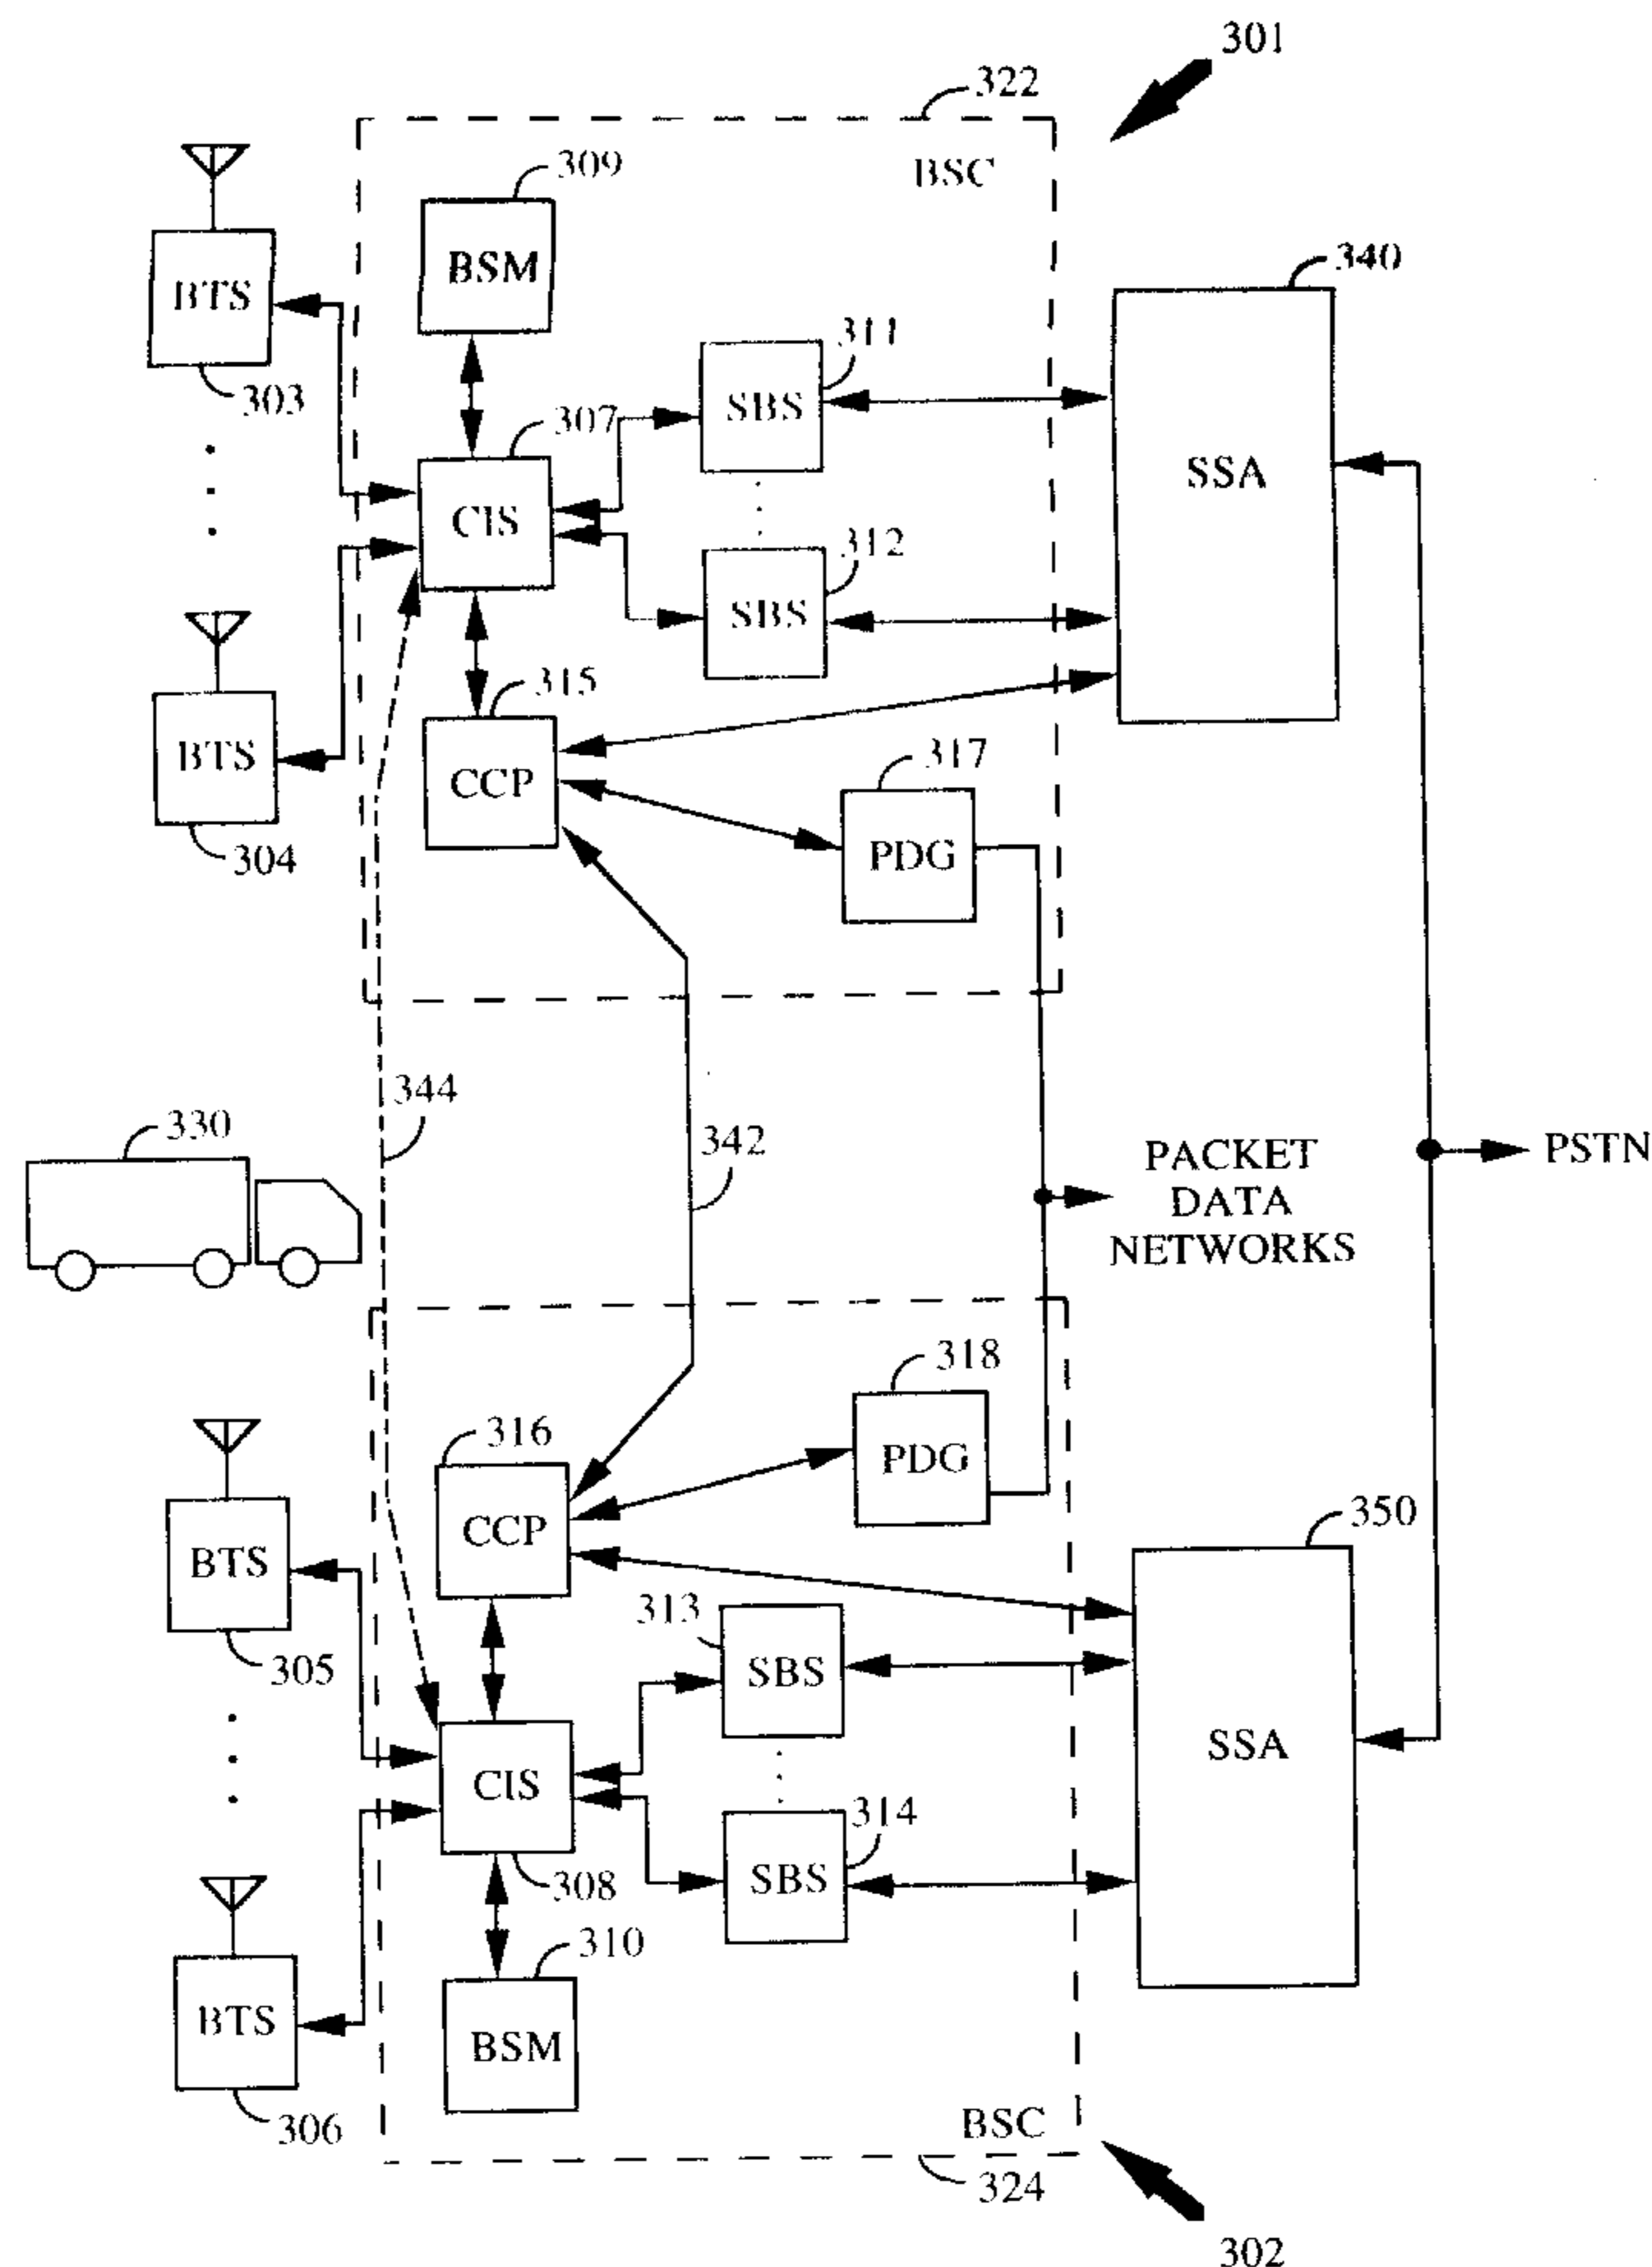 301
322
BSC
309
BSM
340
BTS
303
311
SBS
SSA
307
CIS
312
SBS
BTS
304
315
CCP
317
PDG
344
342
330
PACKET
DATA
NETWORKS
PSTN
318
PDG
316
CCP
350
BTS
305
313
SBS
SSA
CIS
308
314
SBS
BTS
306
310
BSM
BSC
324
302